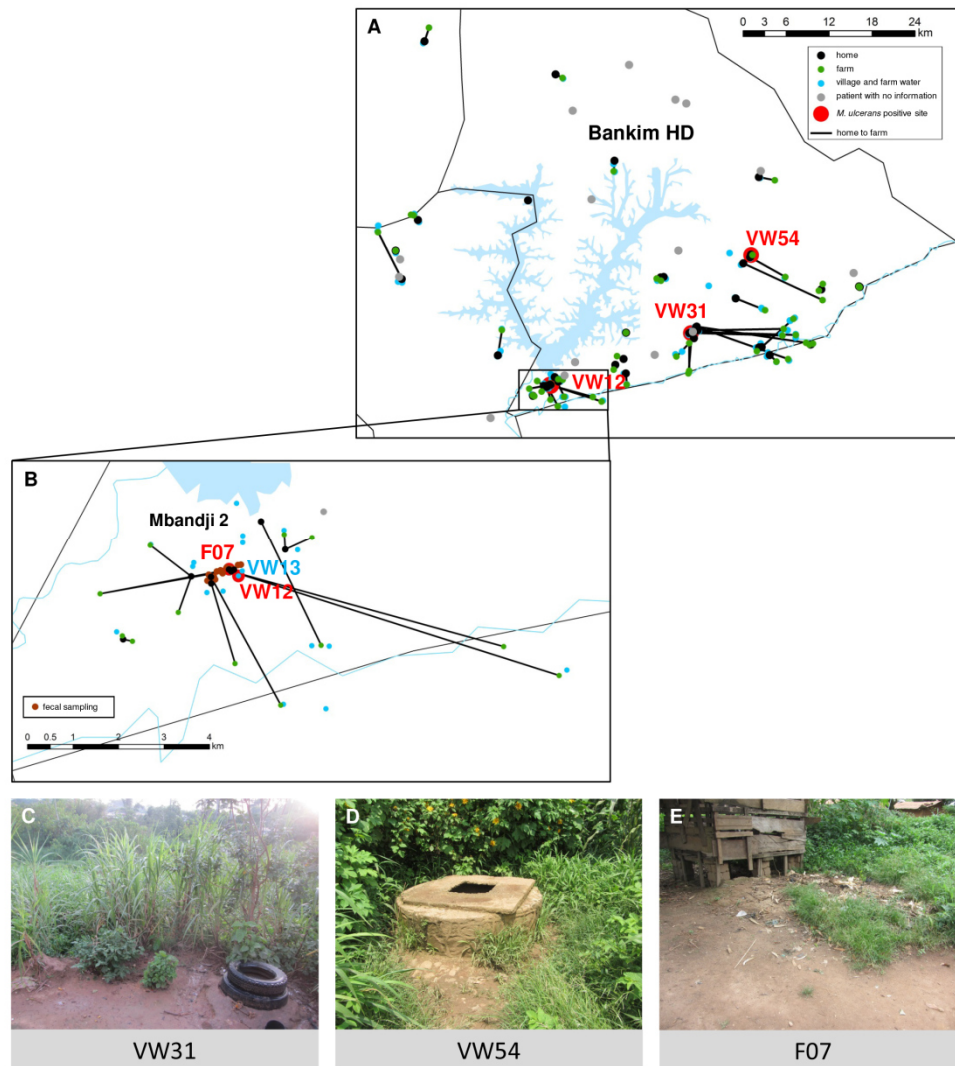 A
0 3 6 12 18 24
km
home
farm
village and farm water
patient with no information
M. ulcerans positive site
home to farm
Bankim HD
VW54
VW31
VW12
B
Mbandji 2
F07
VW13
VW12
fecal sampling
0 0.5 1 2 3 4
km
C
D
E
VW31
VW54
F07